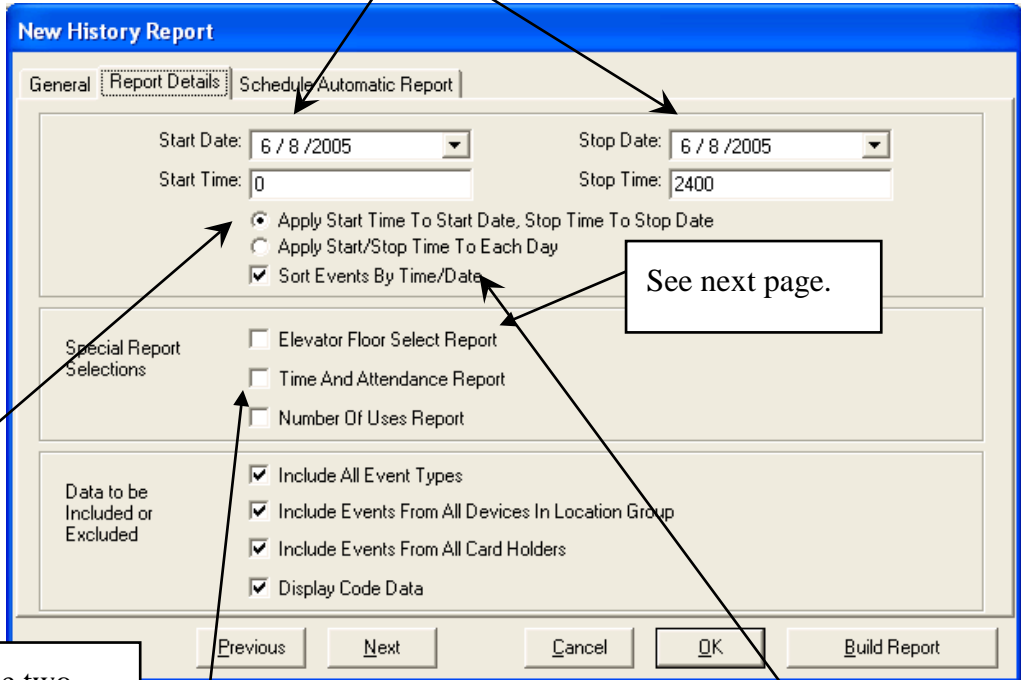 New History Report
General Report Details Schedule Automatic Report
Start Date: 6 / 8 /2005 Stop Date: 6 / 8 /2005
Start Time: 0 Stop Time: 2400
Apply Start Time To Start Date, Stop Time To Stop Date
Apply Start/Stop Time To Each Day
Sort Events By Time/Date
See next page.
Special Report
Selections
Elevator Floor Select Report
Time And Attendance Report
Number Of Uses Report
Data to be
Included or
Excluded
Include All Event Types
Include Events From All Devices In Location Group
Include Events From All Card Holders
Display Code Data
Previous Next Cancel OK Build Report
two